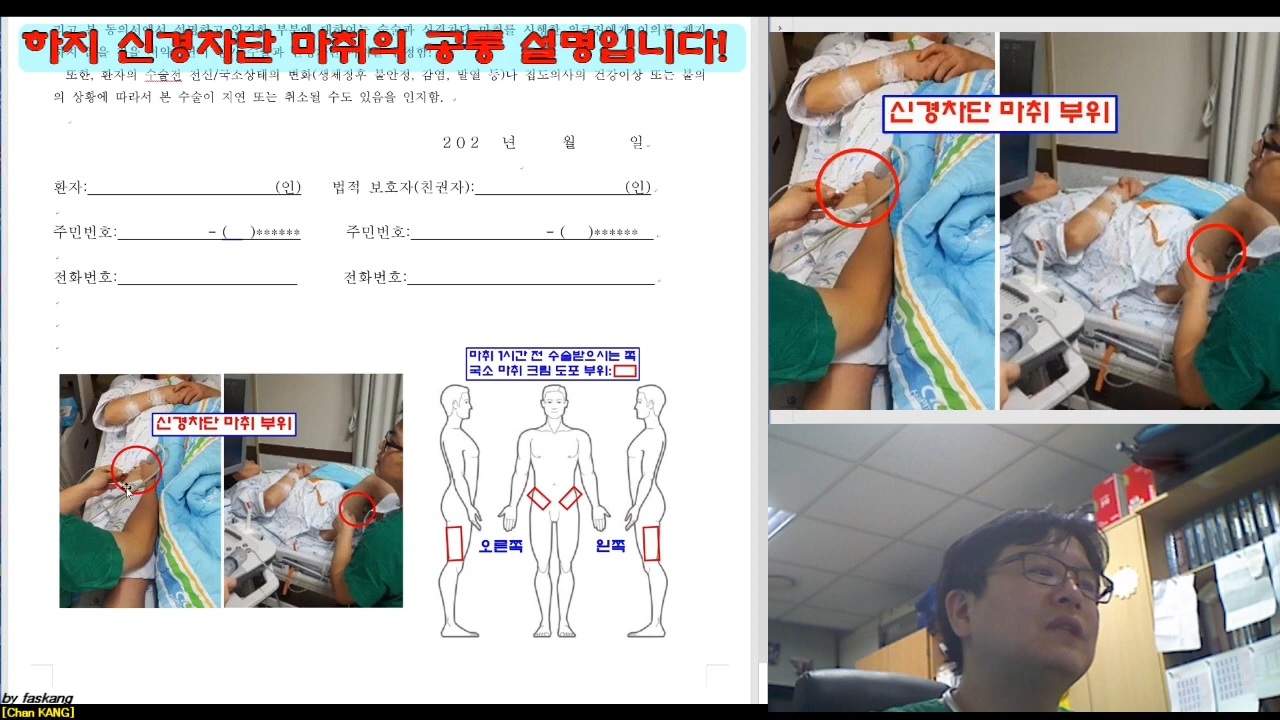 하지 신경차단 마취의 공통 설명입니다!
또한, 환자의 수술전 전신/국소상태의 변화(생체징후 불안정, 감염, 발열 등)나 집도의사의 건강이상 또는 불의
의 상황에 따라서 본 수술이 지연 또는 취소될 수도 있음을 인지함.
202 년 월 일
환자: (인) 법적 보호자(친권자): (인)
주민번호: - ( )****** 주민번호: - ( )******
전화번호: 전화번호:
마취 1시간 전 수술받으시는 쪽
국소 마취 크림 도포 부위:
신경차단 마취 부위
오른쪽 왼쪽
신경차단 마취 부위
by faskang
[Chan KANG]